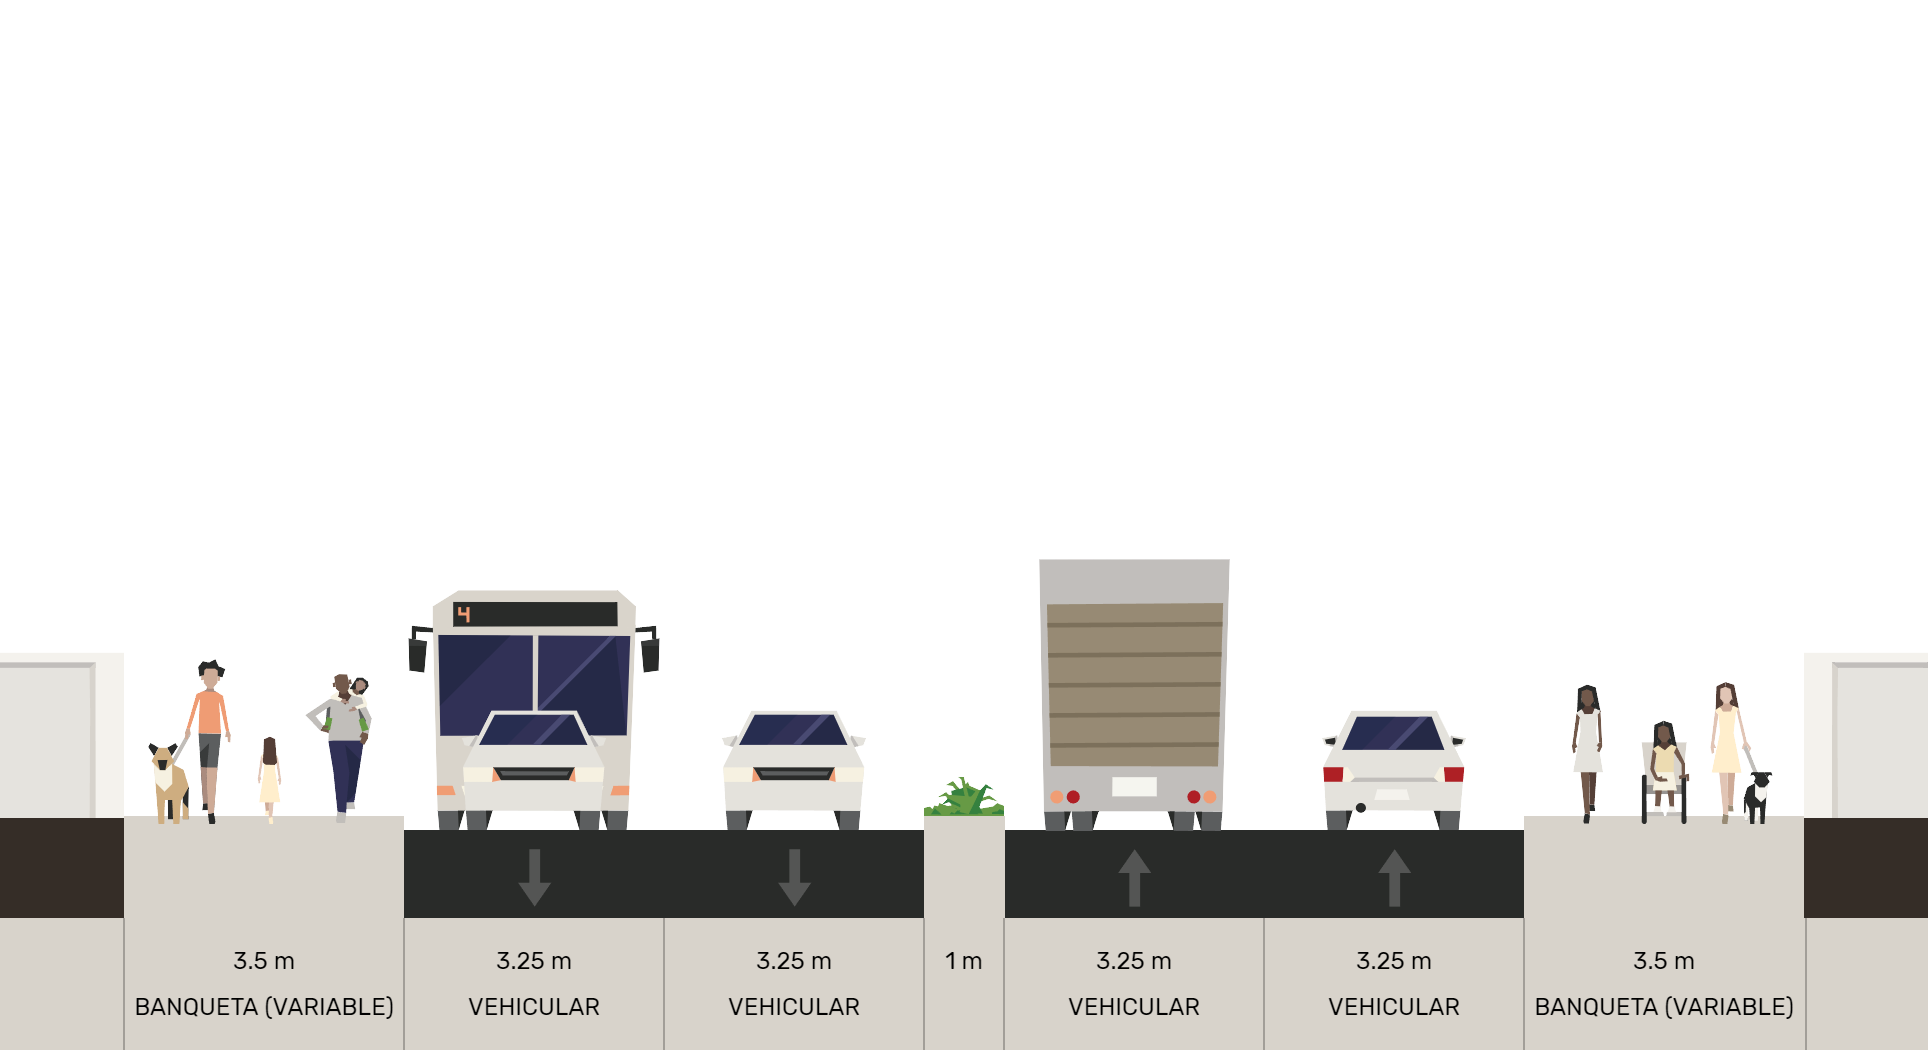 4
3.5 m
BANQUETA (VARIABLE)
3.25 m
VEHICULAR
3.25 m
VEHICULAR
1 m
3.25 m
VEHICULAR
3.25 m
VEHICULAR
3.5 m
BANQUETA (VARIABLE)